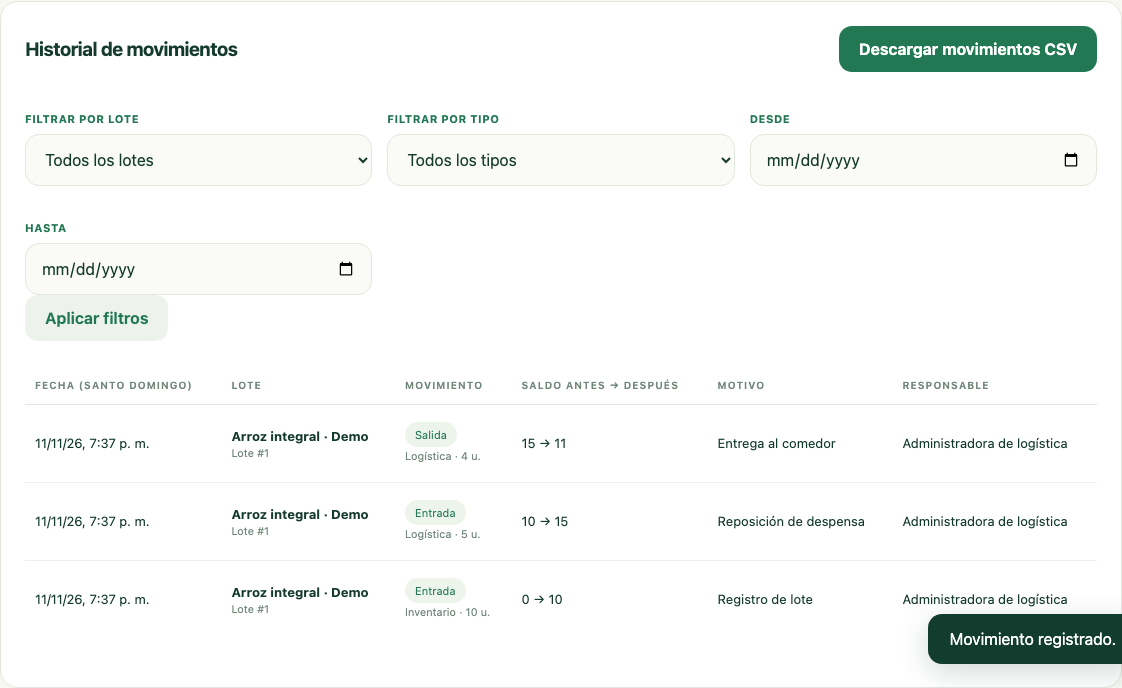 Historial de movimientos
Descargar movimientos CSV
FILTRAR POR LOTE
FILTRAR POR TIPO
DESDE
Todos los lotes
Todos los tipos
mm/dd/yyyy
HASTA
mm/dd/yyyy
Aplicar filtros
FECHA (SANTO DOMINGO) LOTE MOVIMIENTO SALDO ANTES → DESPUÉS MOTIVO RESPONSABLE
11/11/26, 7:37 p. m.
Arroz integral · Demo
Lote #1
Salida
Logística · 4 u.
15 → 11
Entrega al comedor
Administradora de logística
11/11/26, 7:37 p. m.
Arroz integral · Demo
Lote #1
Entrada
Logística · 5 u.
10 → 15
Reposición de despensa
Administradora de logística
11/11/26, 7:37 p. m.
Arroz integral · Demo
Lote #1
Entrada
Inventario · 10 u.
0 → 10
Registro de lote
Administradora de logística
Movimiento registrado.